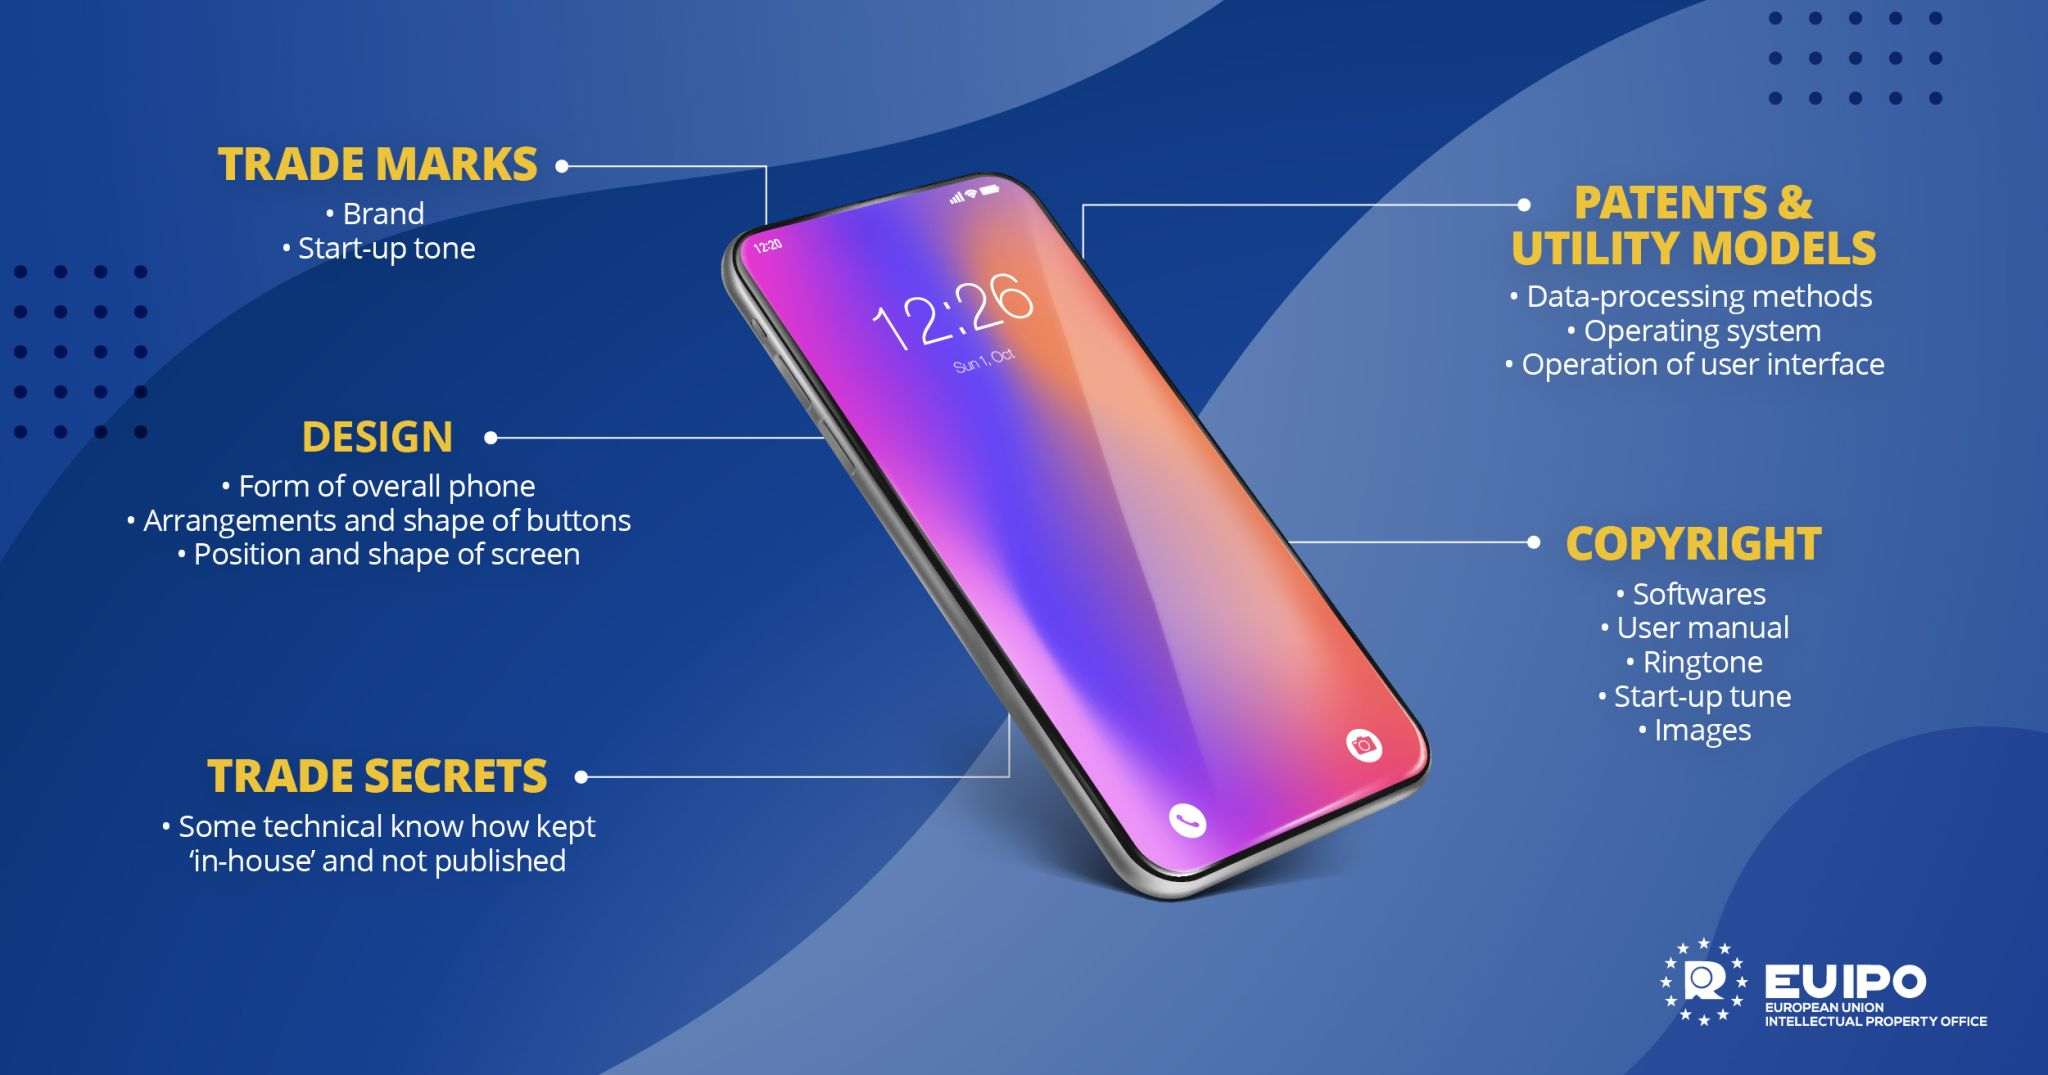 TRADE MARKS
• Brand
• Start-up tone
DESIGN
• Form of overall phone
• Arrangements and shape of buttons
• Position and shape of screen
TRADE SECRETS
• Some technical know how kept
‘in-house’ and not published
12:20
12:26
Sun 1, Oct
PATENTS &
UTILITY MODELS
• Data-processing methods
• Operating system
• Operation of user interface
COPYRIGHT
• Softwares
• User manual
• Ringtone
• Start-up tune
• Images
R
EUIPO
EUROPEAN UNION
INTELLECTUAL PROPERTY OFFICE